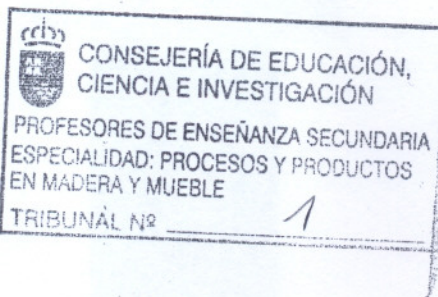 CONSEJERÍA DE EDUCACIÓN,
CIENCIA E INVESTIGACIÓN
PROFESORES DE ENSEÑANZA SECUNDARIA
ESPECIALIDAD: PROCESOS Y PRODUCTOS
EN MADERA Y MUEBLE
TRIBUNAL Nº 1